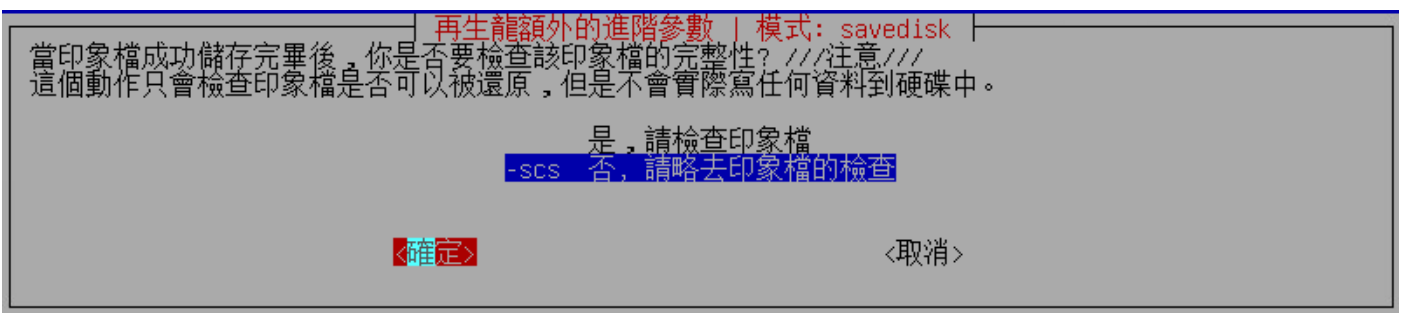 再生龍額外的進階參數 | 模式: savedisk
當印象檔成功儲存完畢後，你是否要檢查該印象檔的完整性? ///注意///
這個動作只會檢查印象檔是否可以被還原，但是不會實際寫任何資料到硬碟中。
是，請檢查印象檔
-scs 否, 請略去印象檔的檢查
<確定> <取消>